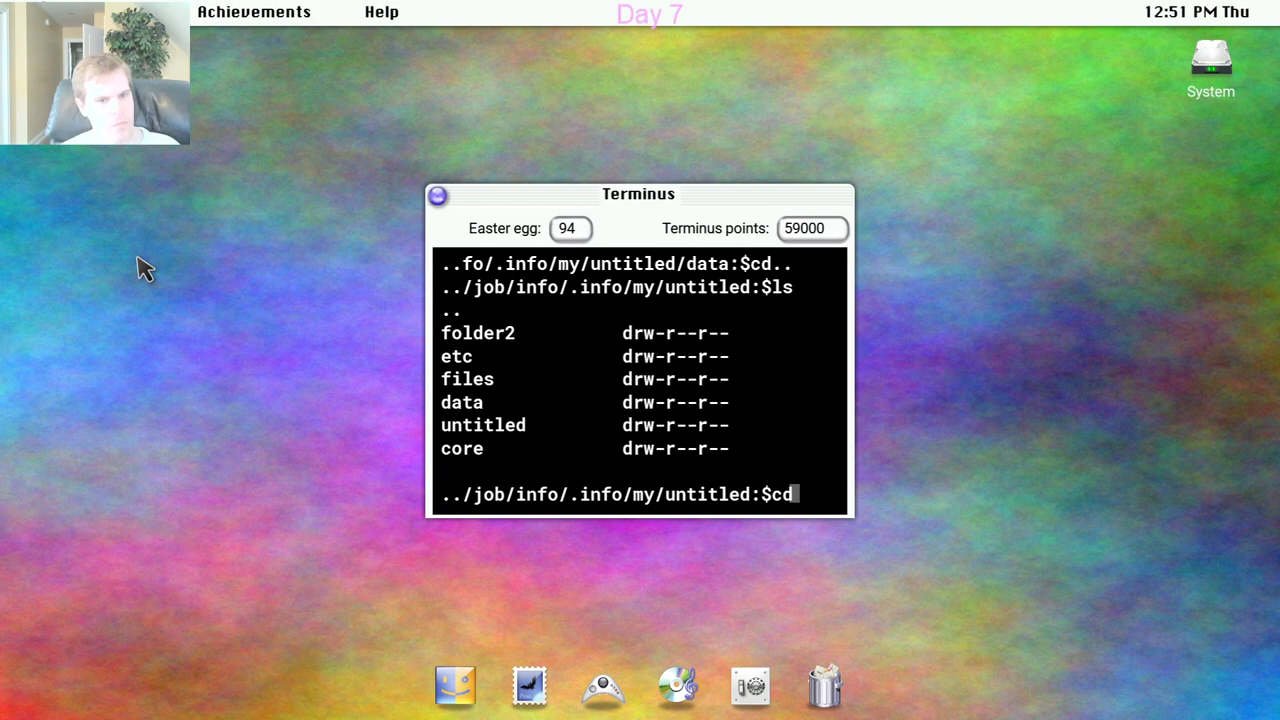 Achievements Help Day 7 12:51 PM Thu
System
Terminus
Easter egg: 94 Terminus points: 59000
..fo/.info/my/untitled/data:$cd..
../job/info/.info/my/untitled:$ls
..
folder2 drw-r--r--
etc drw-r--r--
files drw-r--r--
data drw-r--r--
untitled drw-r--r--
core drw-r--r--
../job/info/.info/my/untitled:$cd